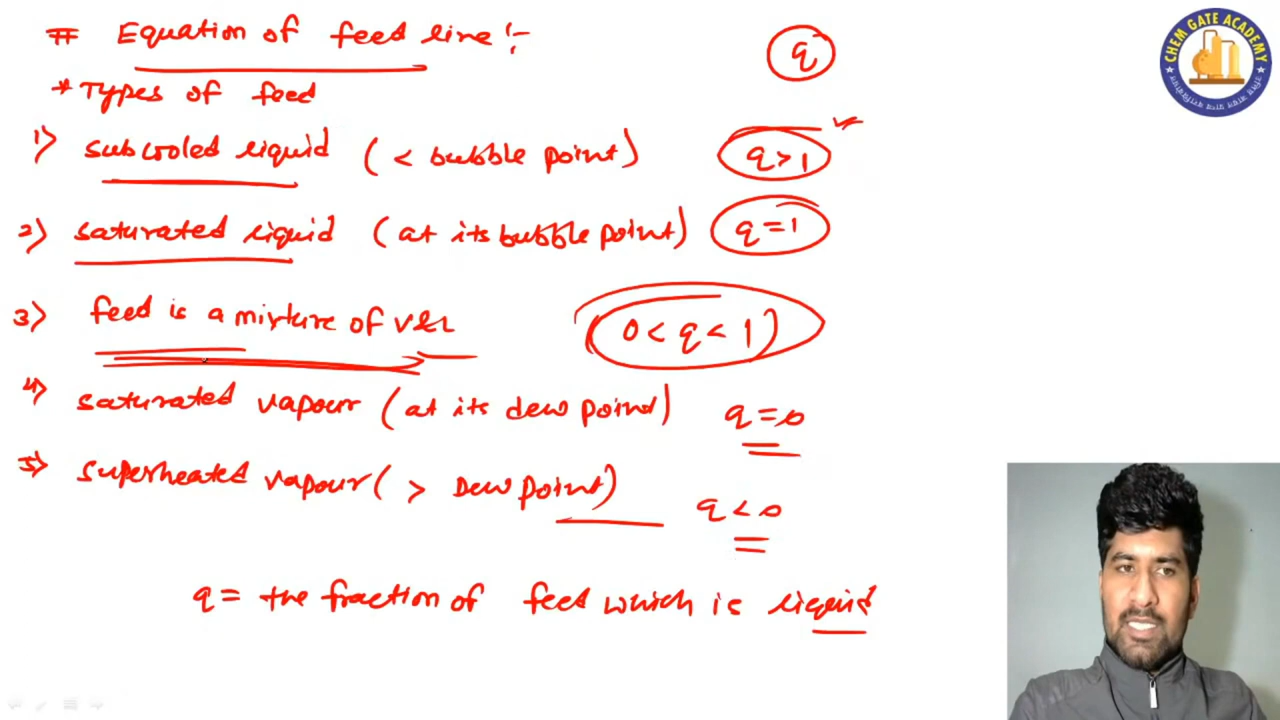 # Equation of feed line :-
q
* Types of feed
1) subcooled liquid (< bubble point) q>1
2) saturated liquid (at its bubble point) q=1
3) feed is a mixture of V&L 0<q<1
4) saturated vapour (at its dew point) q=0
5) superheated vapour (> Dew point) q<0
q= the fraction of feed which is liquid
CHEM GATE ACADEMY